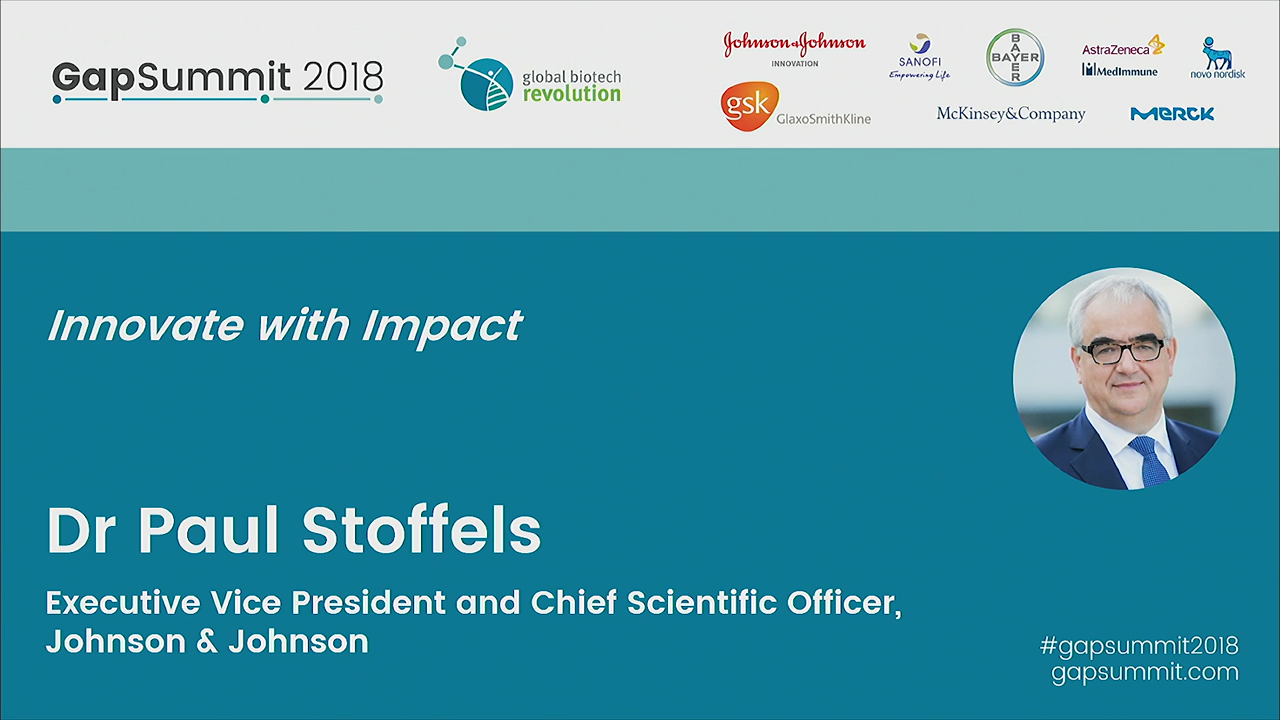 GapSummit 2018
global biotech
revolution
Johnson & Johnson
INNOVATION
SANOFI
Empowering Life
BAYER
BAYER
AstraZeneca
MedImmune
novo nordisk
gsk
GlaxoSmithKline
McKinsey&Company
MERCK
Innovate with Impact
Dr Paul Stoffels
Executive Vice President and Chief Scientific Officer,
Johnson & Johnson
#gapsummit2018
gapsummit.com